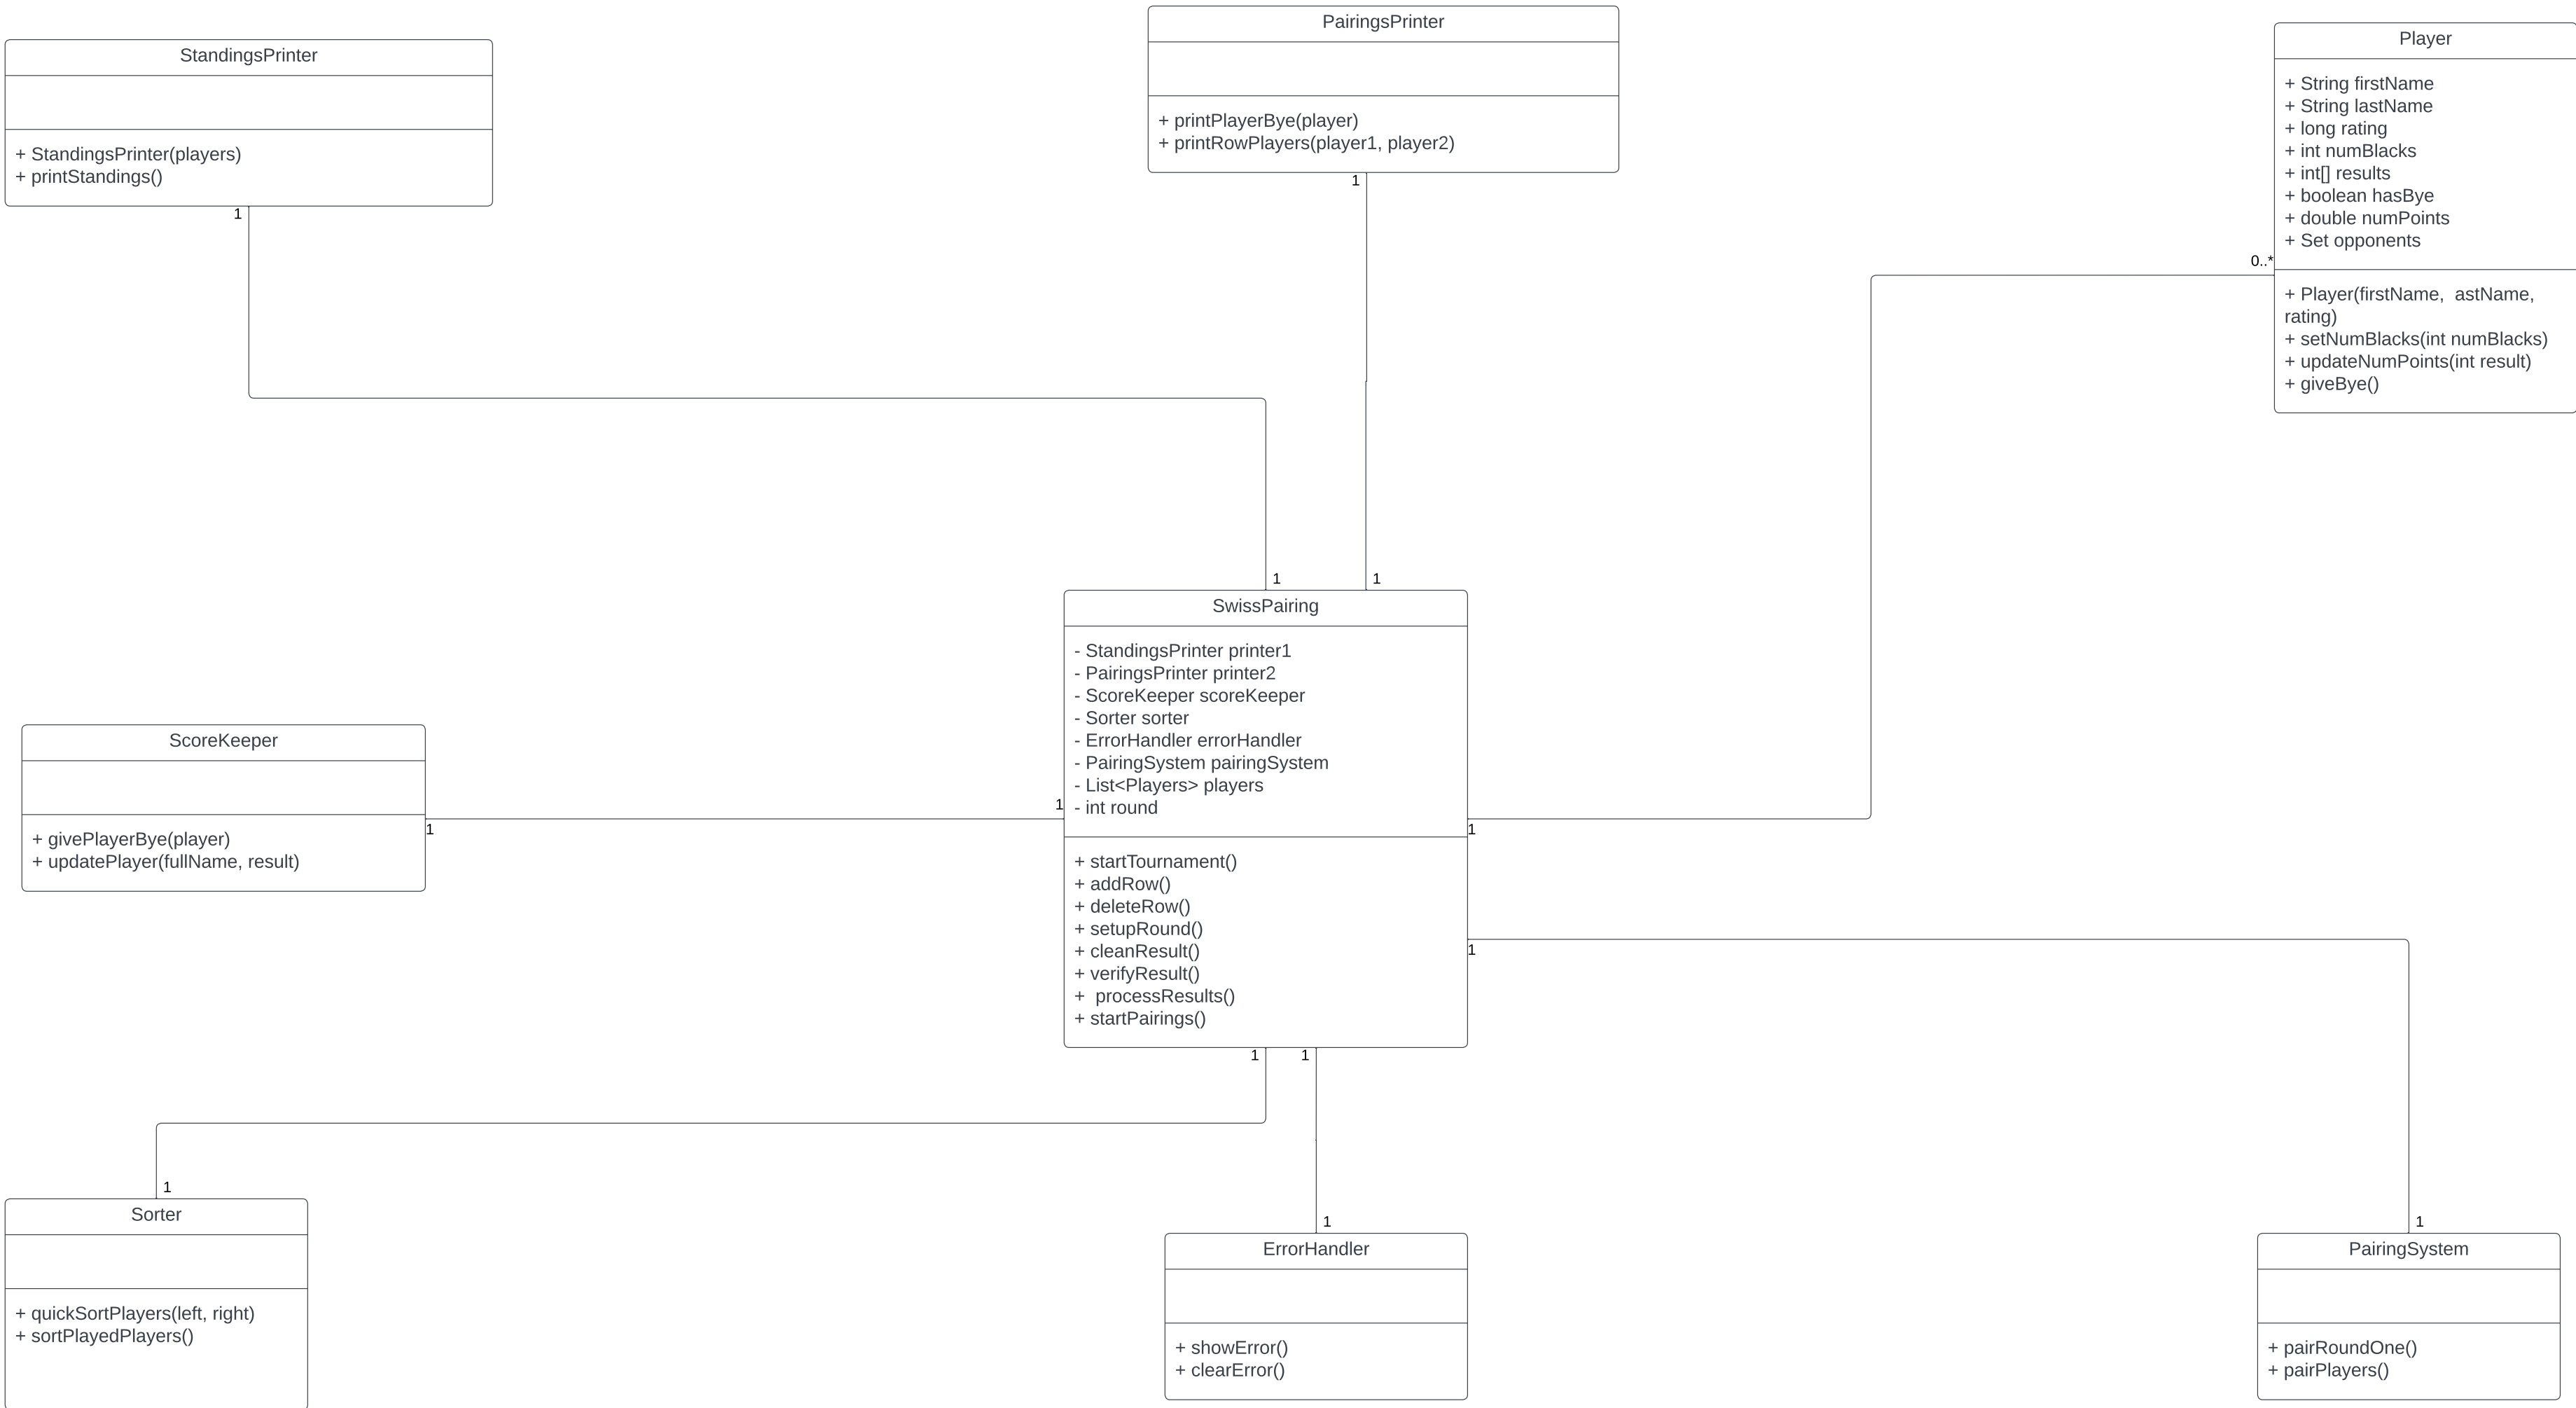 StandingsPrinter
+ StandingsPrinter(players)
+ printStandings()
1
PairingsPrinter
+ printPlayerBye(player)
+ printRowPlayers(player1, player2)
1
Player
+ String firstName
+ String lastName
+ long rating
+ int numBlacks
+ int[] results
+ boolean hasBye
+ double numPoints
+ Set opponents
0..*
+ Player(firstName,  astName,
rating)
+ setNumBlacks(int numBlacks)
+ updateNumPoints(int result)
+ giveBye()
1
1
SwissPairing
- StandingsPrinter printer1
- PairingsPrinter printer2
- ScoreKeeper scoreKeeper
- Sorter sorter
- ErrorHandler errorHandler
- PairingSystem pairingSystem
- List<Players> players
- int round
1
1
+ startTournament()
+ addRow()
+ deleteRow()
+ setupRound()
+ cleanResult()
+ verifyResult()
+  processResults()
+ startPairings()
1
1
1
ScoreKeeper
+ givePlayerBye(player)
+ updatePlayer(fullName, result)
1
1
Sorter
+ quickSortPlayers(left, right)
+ sortPlayedPlayers()
1
ErrorHandler
+ showError()
+ clearError()
1
PairingSystem
+ pairRoundOne()
+ pairPlayers()